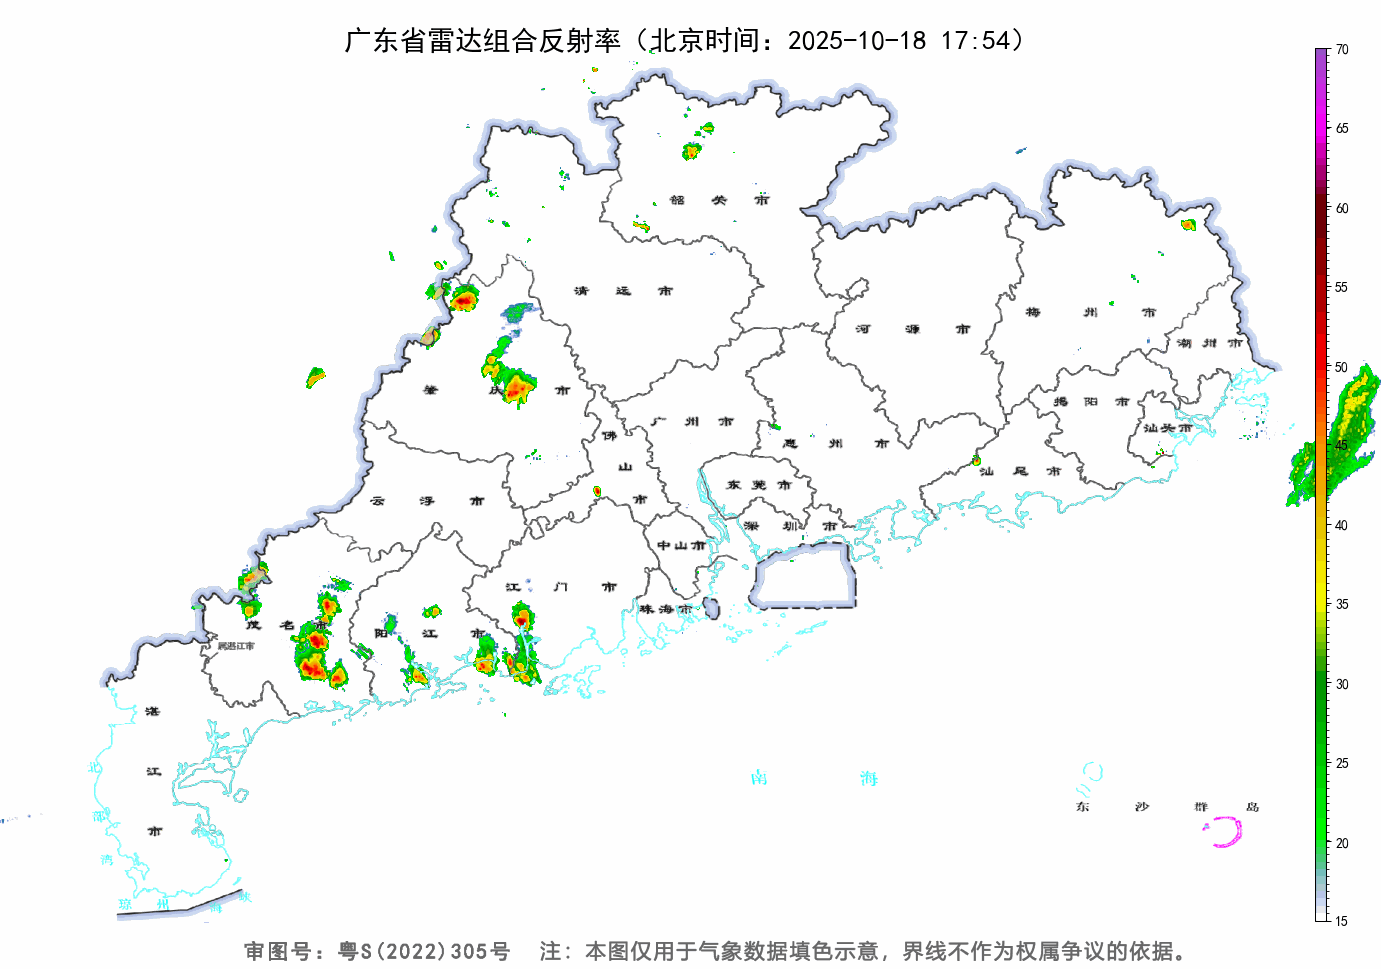 广东省雷达组合反射率（北京时间：2025-10-18 17:54）
70
65
60
55
50
45
40
35
30
25
20
15
韶关市
清远市
河源市
梅州市
潮州市
肇庆市
揭阳市
汕头市
广州市
佛山市
惠州市
汕尾市
云浮市
东莞市
深圳市
中山市
江门市
珠海市
茂名市
阳江市
属湛江市
湛江市
北部湾
南海
东沙群岛
琼州海峡
审图号：粤S(2022)305号 注：本图仅用于气象数据填色示意，界线不作为权属争议的依据。